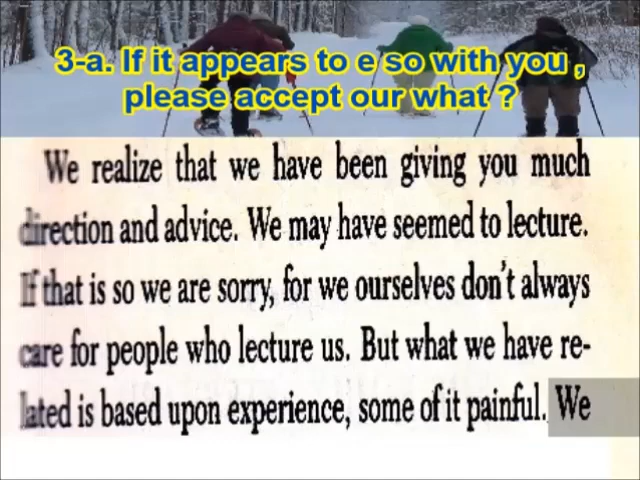 3-a. If it appears to e so with you ,
please accept our what ?
We realize that we have been giving you much
direction and advice. We may have seemed to lecture.
If that is so we are sorry, for we ourselves don't always
care for people who lecture us. But what we have re-
lated is based upon experience, some of it painful. We